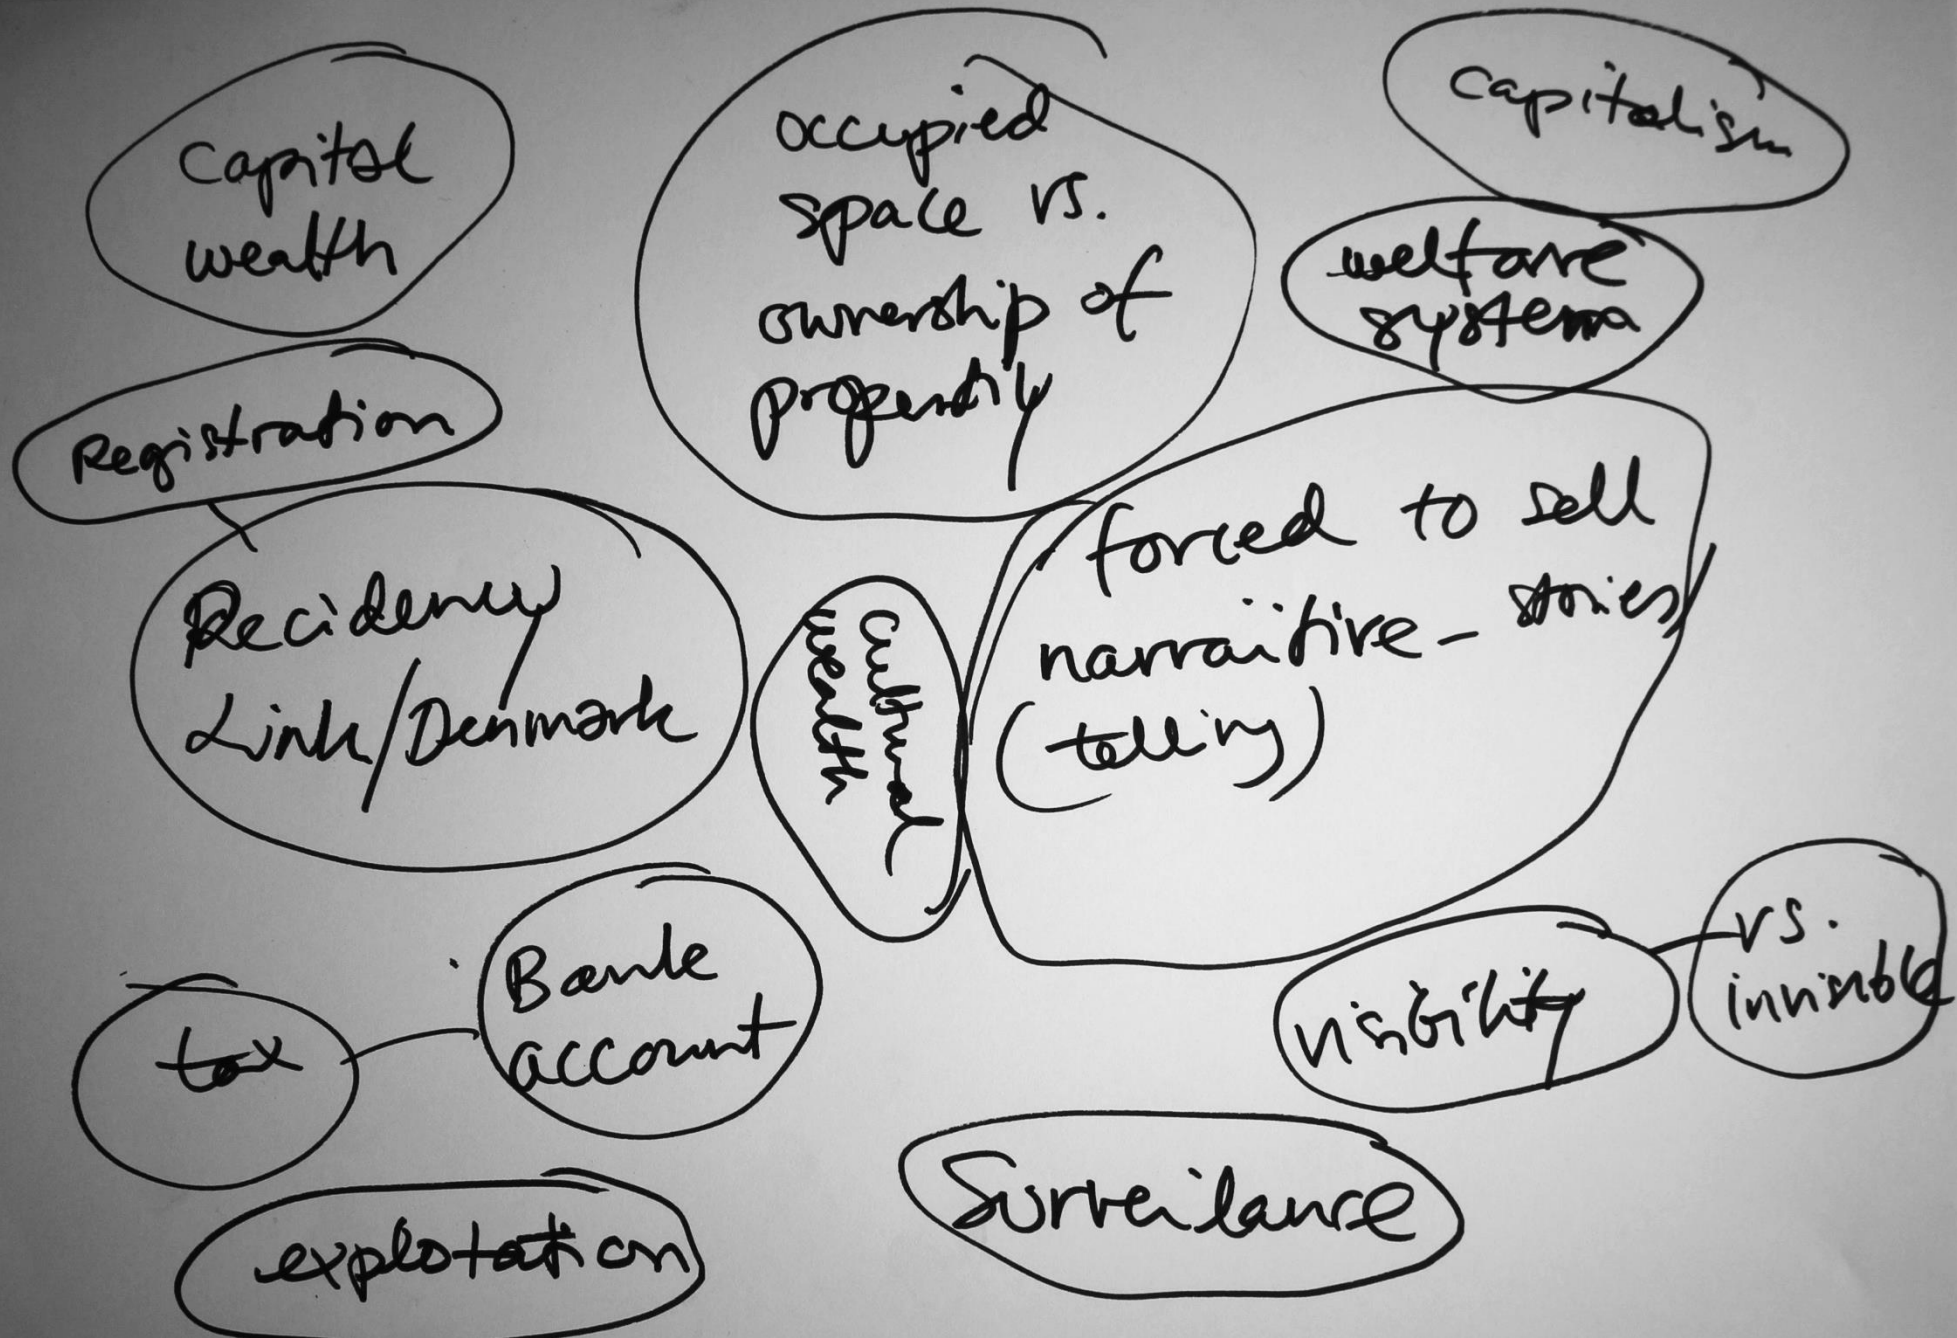 Capital
wealth
occupied
space vs.
ownership of
propertily
Capitalism
welfare
systems
Registration
Recidency
Link/Denmark
Cultural
wealth
forced to sell
narraitive - stories
(telling)
tax
Bank
account
visibility
vs.
invisible
explotation
Surveilance